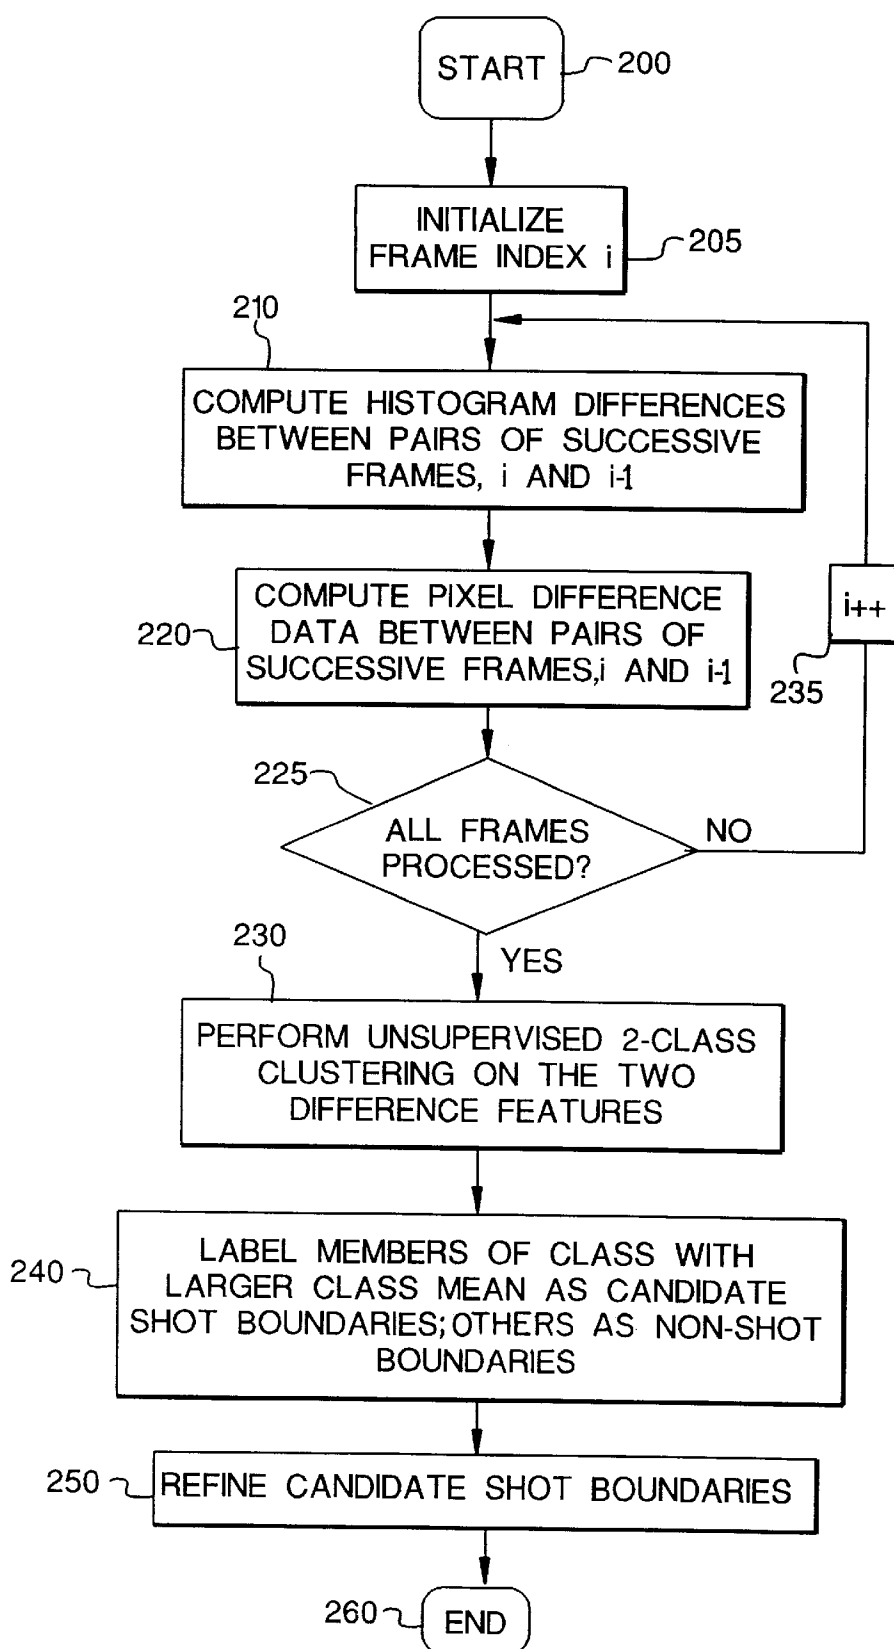 START
200
INITIALIZE
FRAME INDEX i
205
210
COMPUTE HISTOGRAM DIFFERENCES
BETWEEN PAIRS OF SUCCESSIVE
FRAMES, i AND i-1
COMPUTE PIXEL DIFFERENCE
DATA BETWEEN PAIRS OF
SUCCESSIVE FRAMES,i AND i-1
220
i++
235
225
ALL FRAMES
PROCESSED?
NO
YES
230
PERFORM UNSUPERVISED 2-CLASS
CLUSTERING ON THE TWO
DIFFERENCE FEATURES
240
LABEL MEMBERS OF CLASS WITH
LARGER CLASS MEAN AS CANDIDATE
SHOT BOUNDARIES;OTHERS AS NON-SHOT
BOUNDARIES
250
REFINE CANDIDATE SHOT BOUNDARIES
260
END